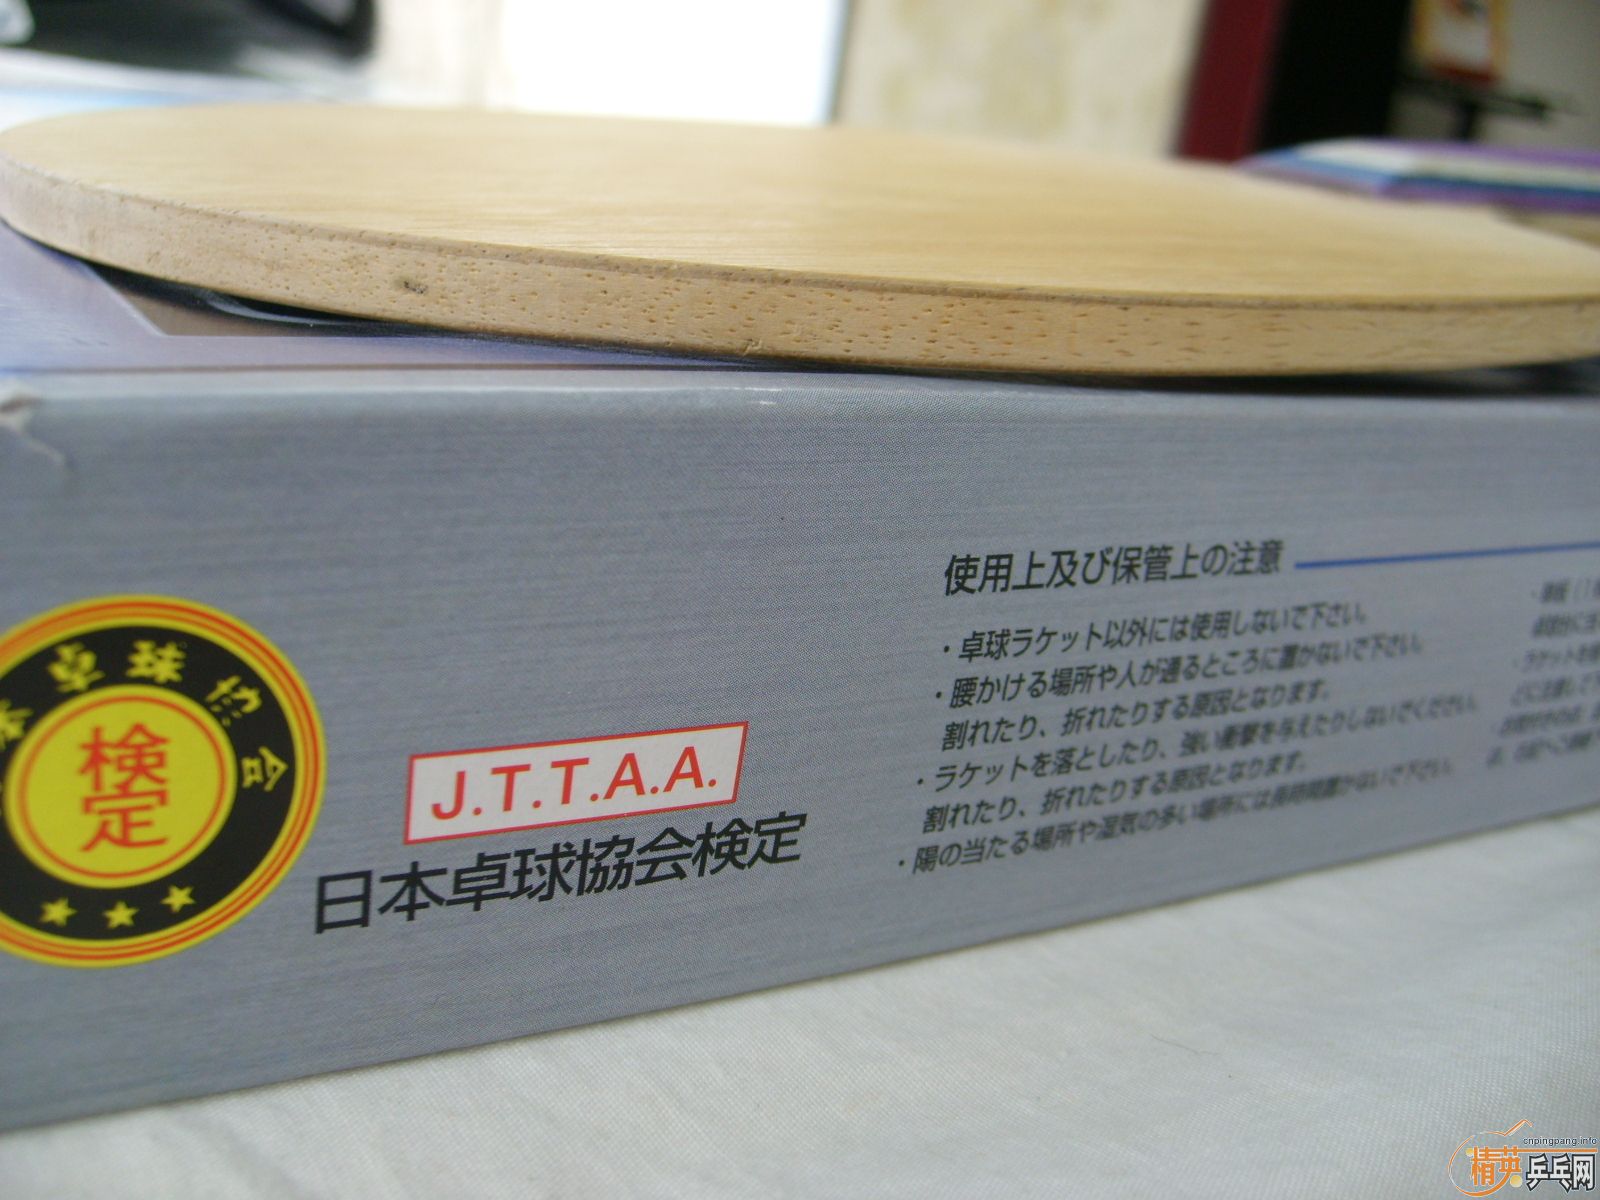 卓球協会
検定
J.T.T.A.A.
日本卓球協会検定
使用上及び保管上の注意
・卓球ラケット以外には使用しないで下さい。
・腰かける場所や人が通るところに置かないで下さい。
割れたり、折れたりする原因となります。
・ラケットを落としたり、強い衝撃を与えたりしないでください。
割れたり、折れたりする原因となります。
・陽の当たる場所や湿気の多い場所には長時間置かないで下さい。
cnpingpang.info
精英乒乓网